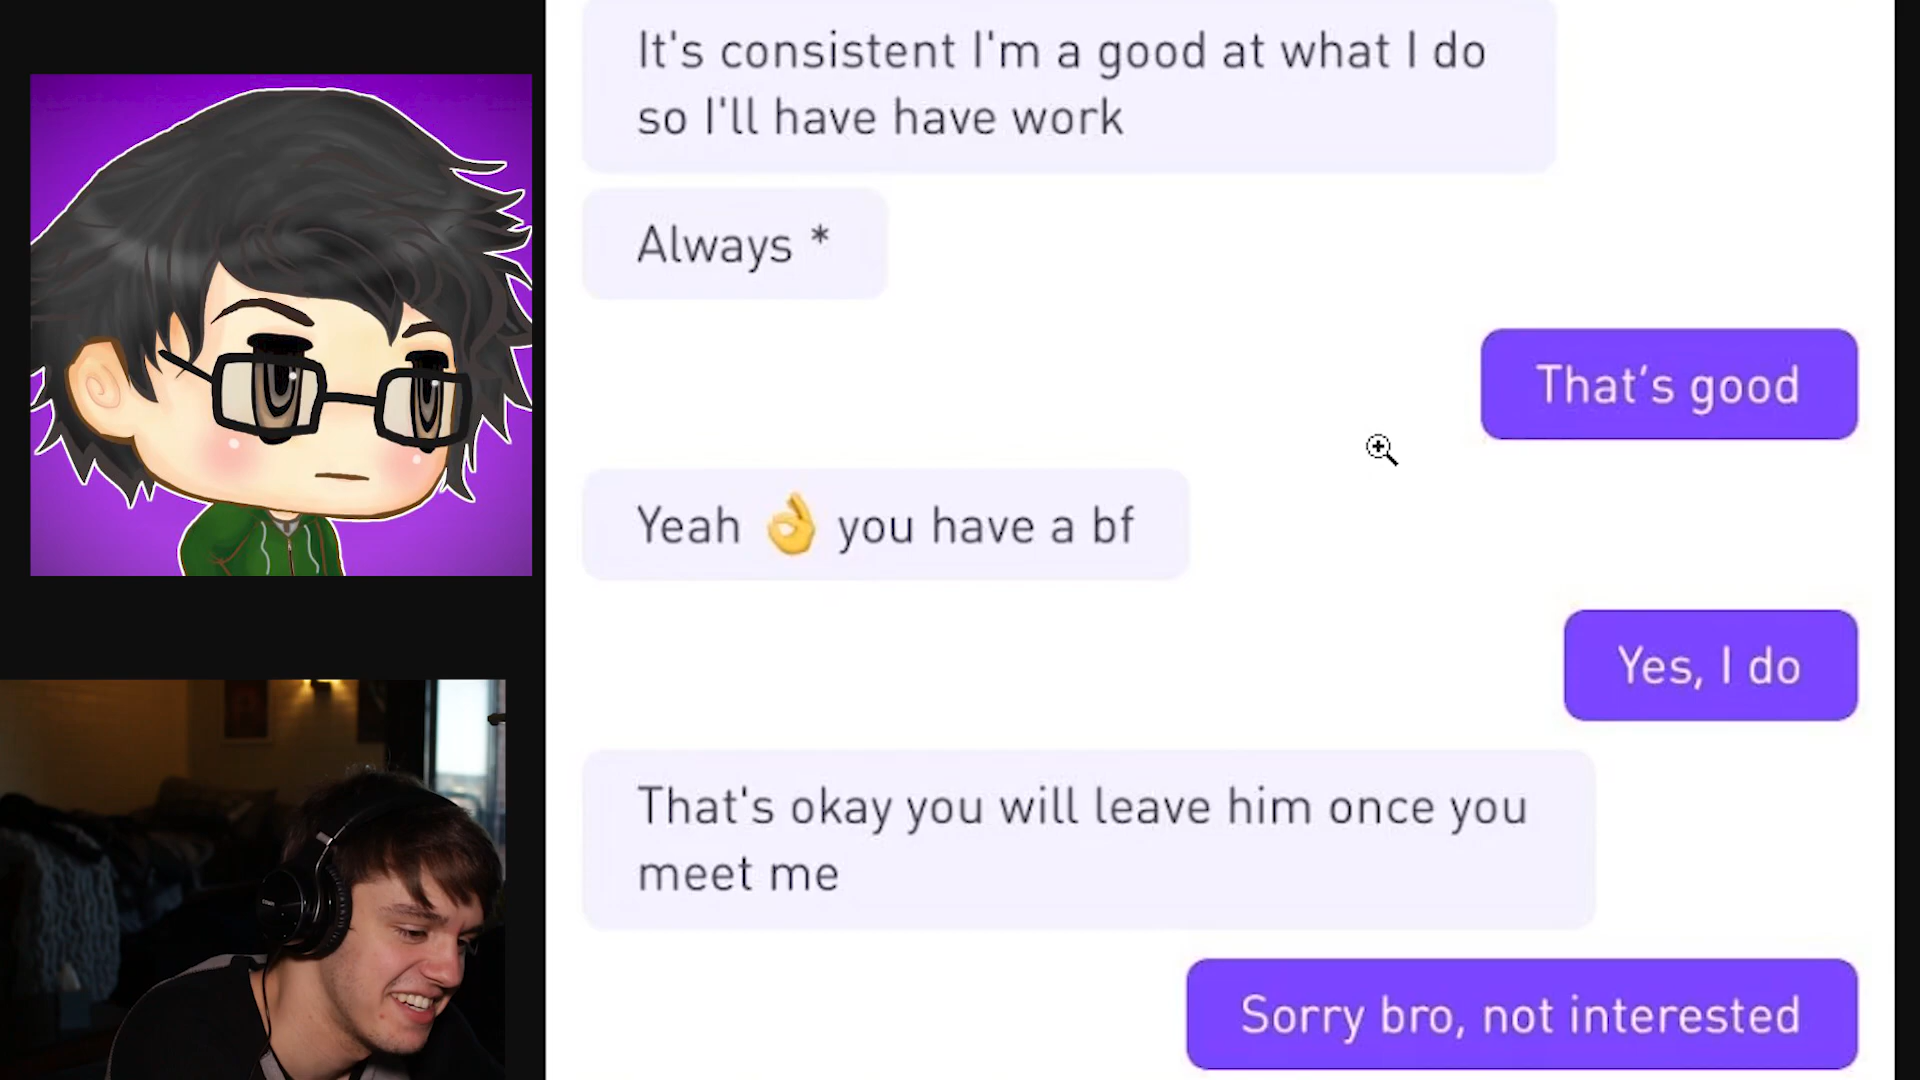 It's consistent I'm a good at what I do
so I'll have have work
Always *
That's good
Yeah 👌 you have a bf
Yes, I do
That's okay you will leave him once you
meet me
Sorry bro, not interested